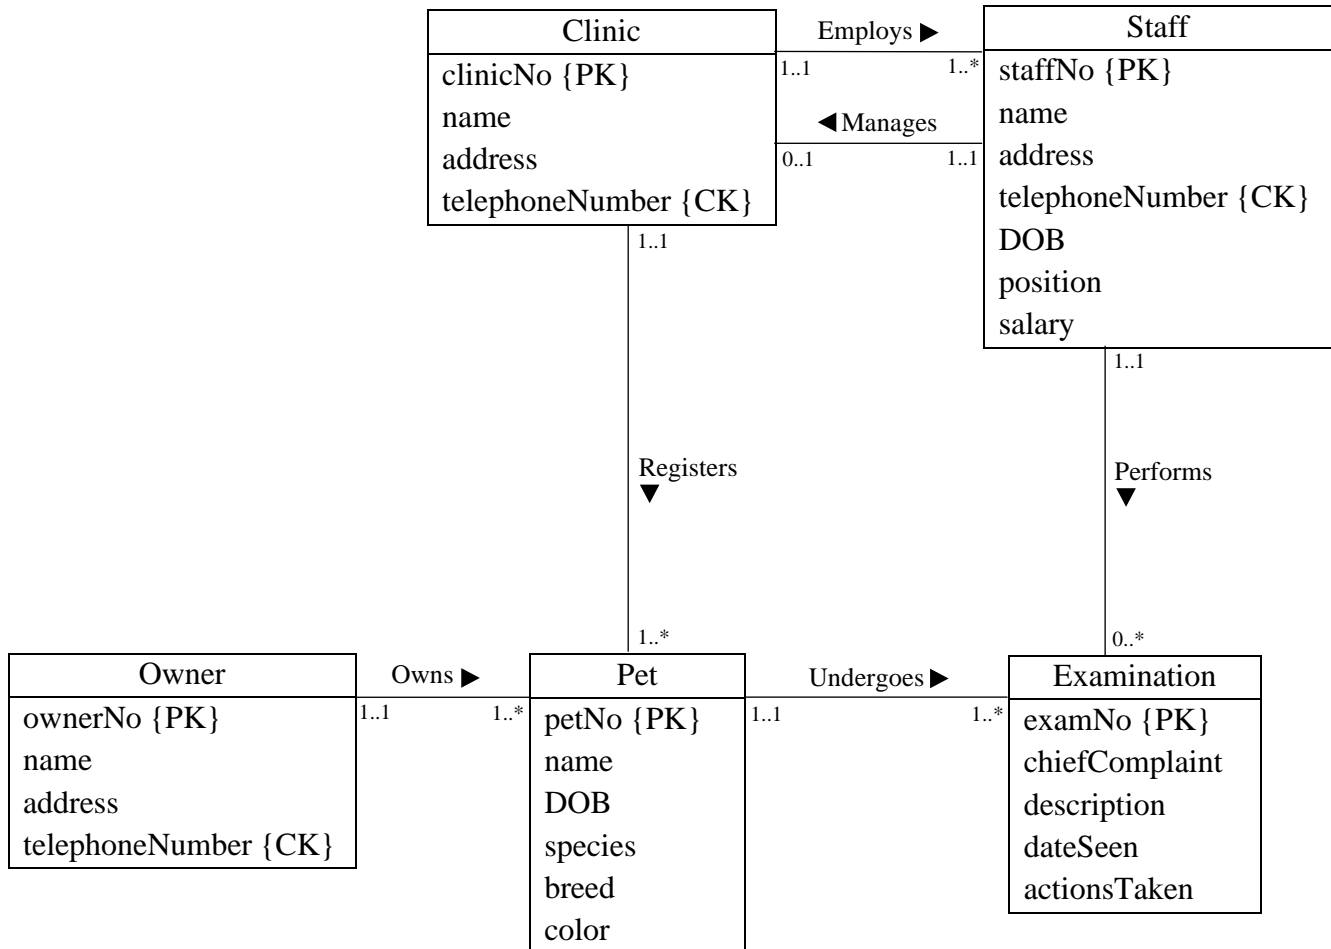 Clinic
clinicNo {PK}
name
address
telephoneNumber {CK}
Employs ▶
1..1
1..*
◀ Manages
0..1
1..1
Staff
staffNo {PK}
name
address
telephoneNumber {CK}
DOB
position
salary
1..1
Registers
▼
1..*
1..1
Performs
▼
0..*
Owner
ownerNo {PK}
name
address
telephoneNumber {CK}
Owns ▶
1..1
1..*
Pet
petNo {PK}
name
DOB
species
breed
color
Undergoes ▶
1..1
1..*
Examination
examNo {PK}
chiefComplaint
description
dateSeen
actionsTaken